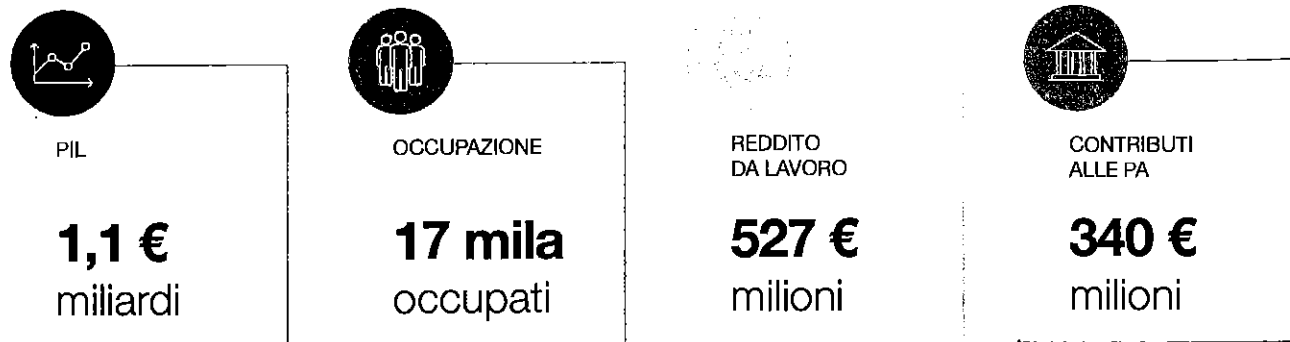 PIL
1,1 €
miliardi
OCCUPAZIONE
17 mila
occupati
REDDITO
DA LAVORO
527 €
milioni
CONTRIBUTI
ALLE PA
340 €
milioni